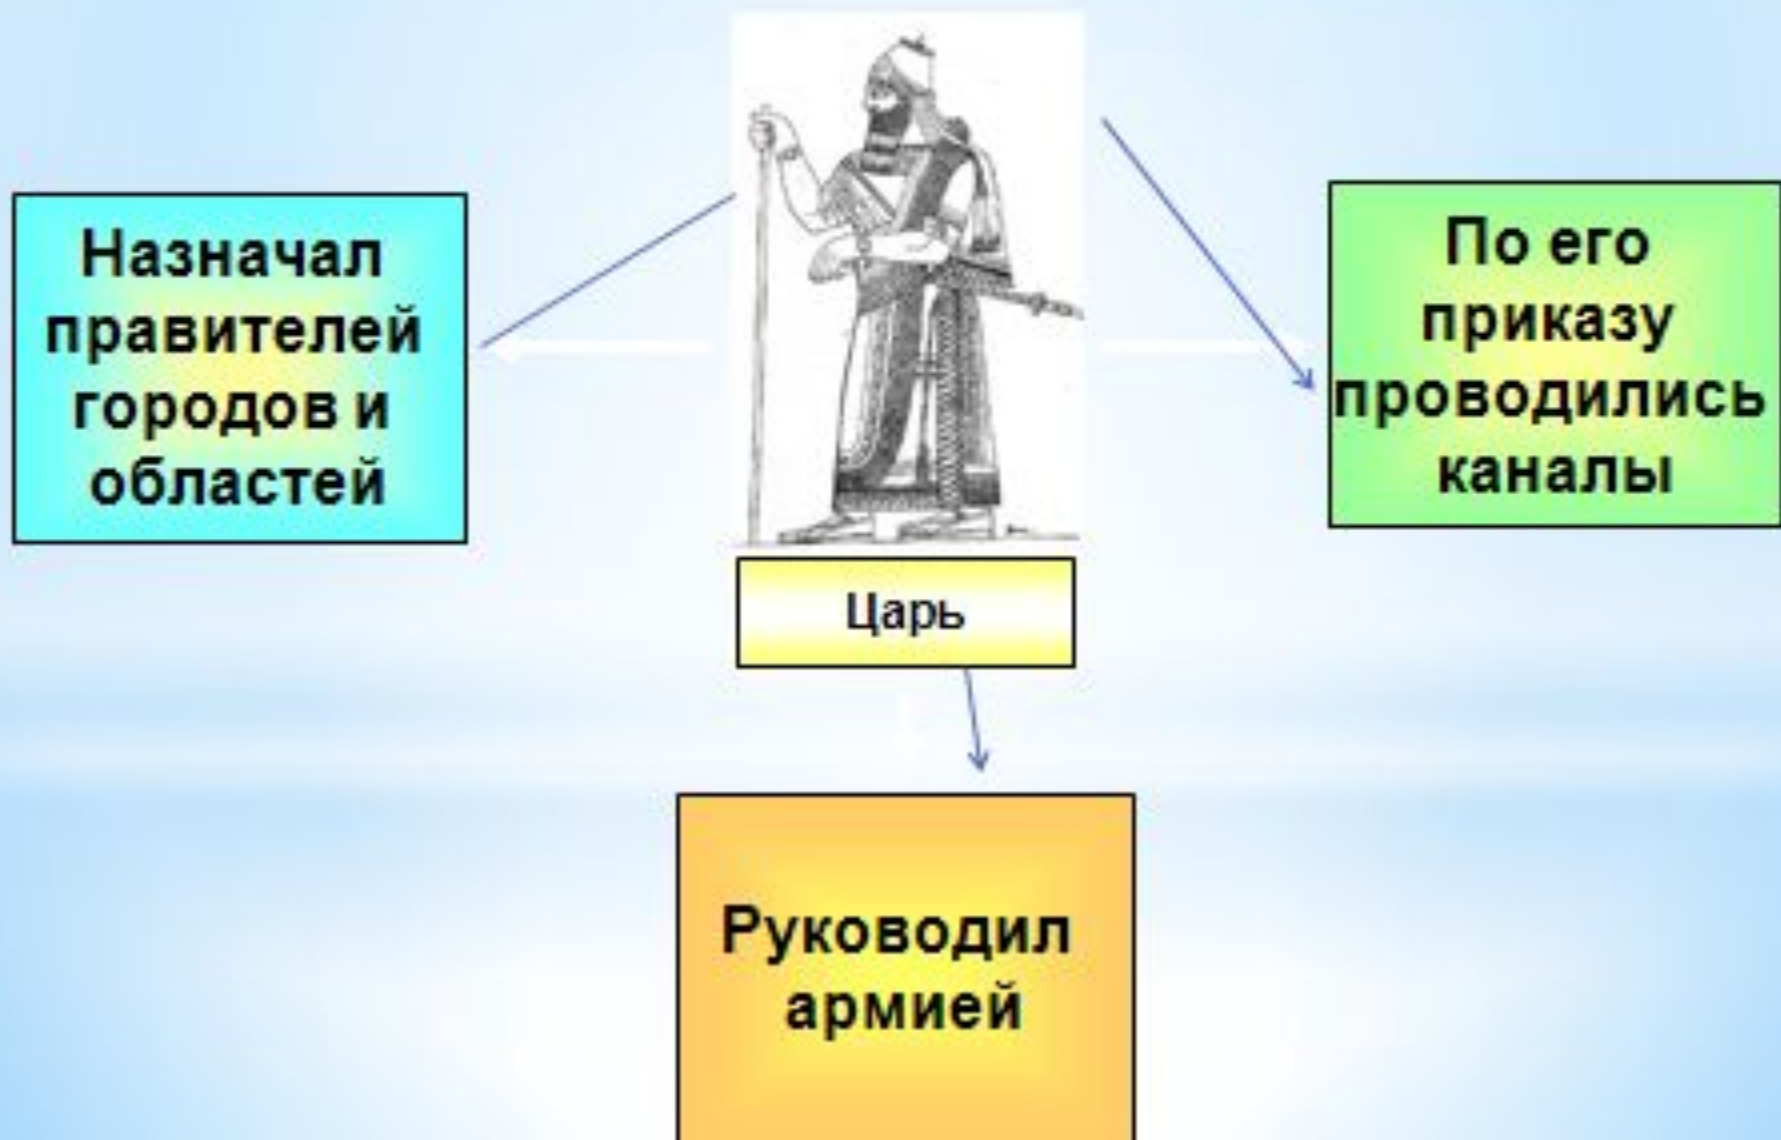 Назначал
правителей
городов и
областей
По его
приказу
проводились
каналы
Царь
Руководил
армией